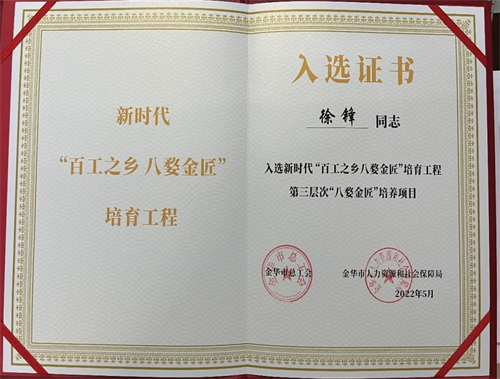 新时代
“百工之乡 八婺金匠”
培育工程
入选证书
徐锋 同志
入选新时代“百工之乡八婺金匠”培育工程
第三层次“八婺金匠”培养项目
金华市总工会
金华市人力资源和社会保障局
2022年5月